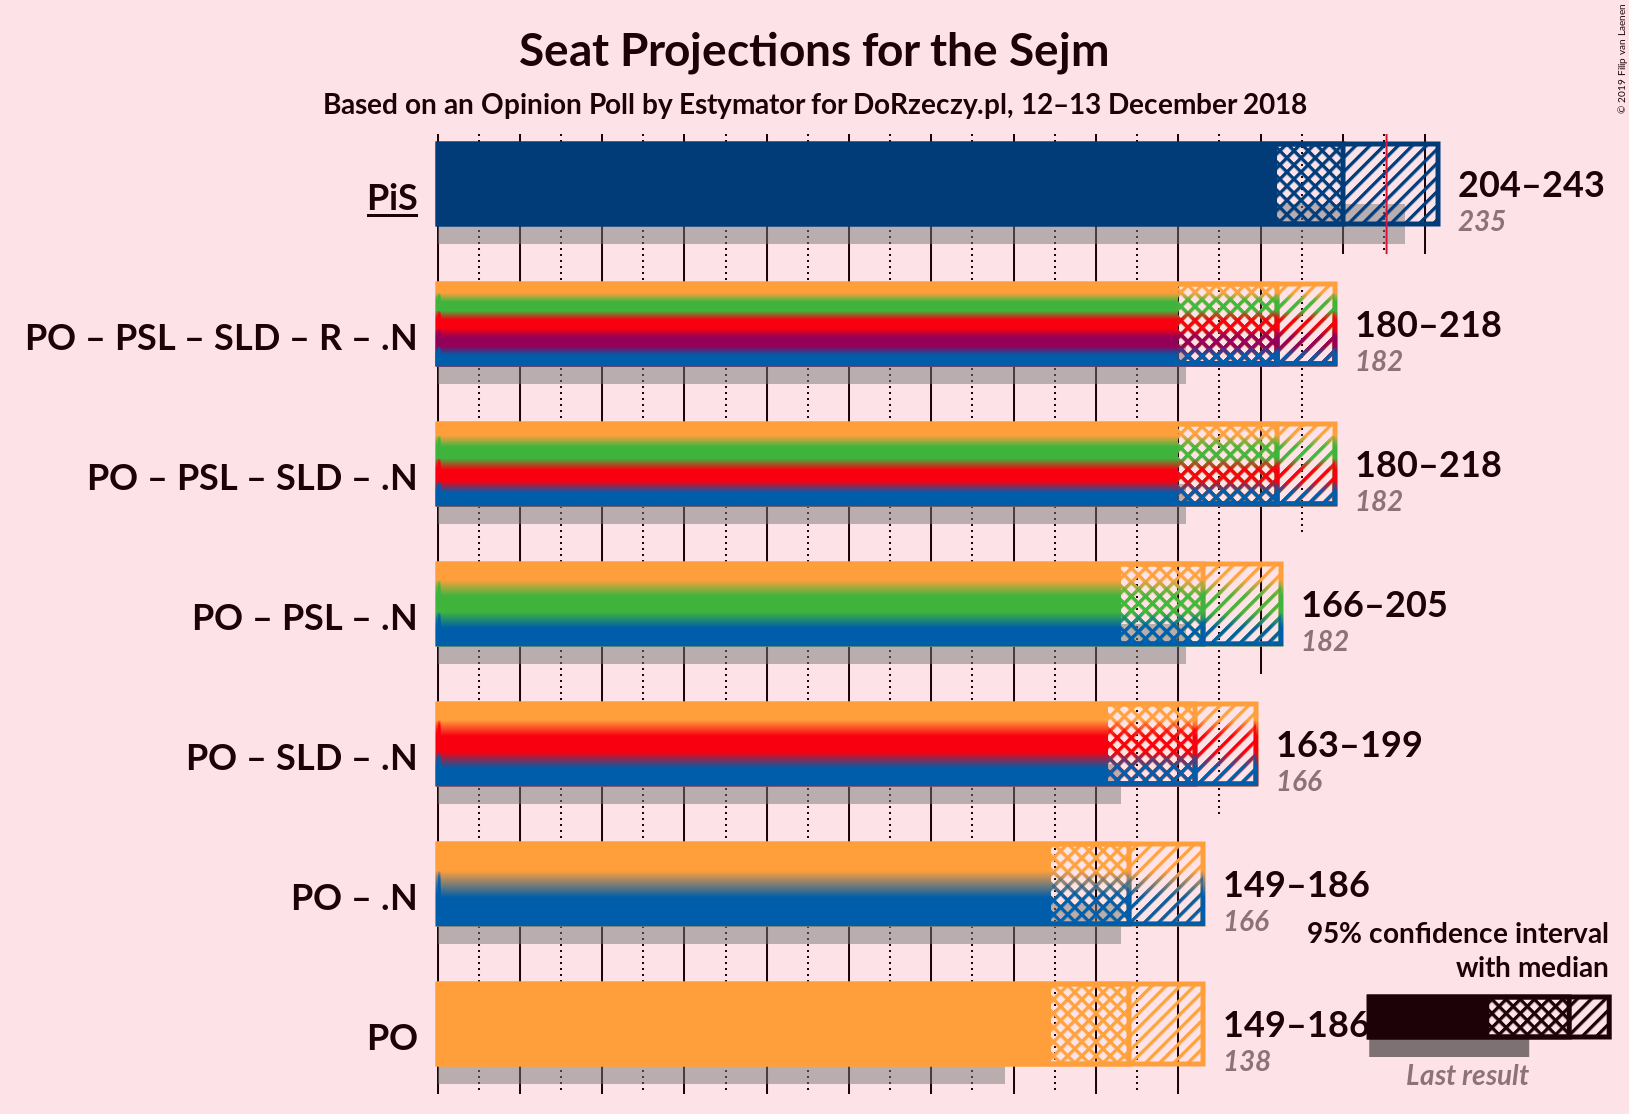 Seat Projections for the Sejm
Based on an Opinion Poll by Estymator for DoRzeczy.pl, 12–13 December 2018
© 2019 Filip van Laenen
PiS
204–243
235
PO – PSL – SLD – R – .N
180–218
182
PO – PSL – SLD – .N
180–218
182
PO – PSL – .N
166–205
182
PO – SLD – .N
163–199
166
PO – .N
149–186
166
PO
149–186
138
95% confidence interval
with median
Last result